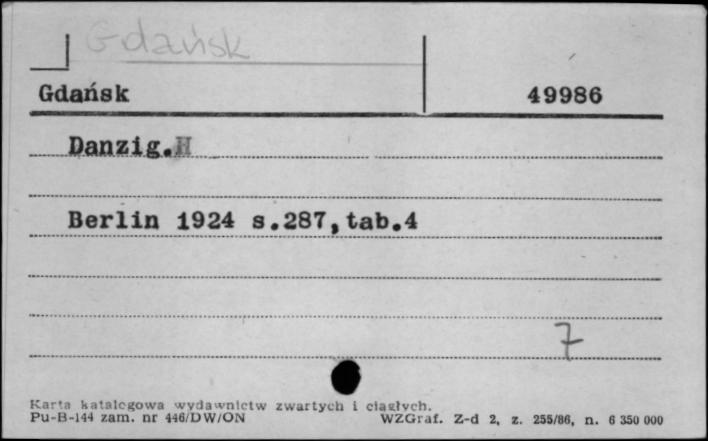 Gdańsk
Gdańsk 49986
Danzig.
Berlin 1924 s.287,tab.4
7
Karta katalogowa wydawnictw zwartych i ciągłych.
Pu-B-144 zam. nr 446/DW/ON WZGraf. Z-d 2, z. 255/86, n. 6 350 000